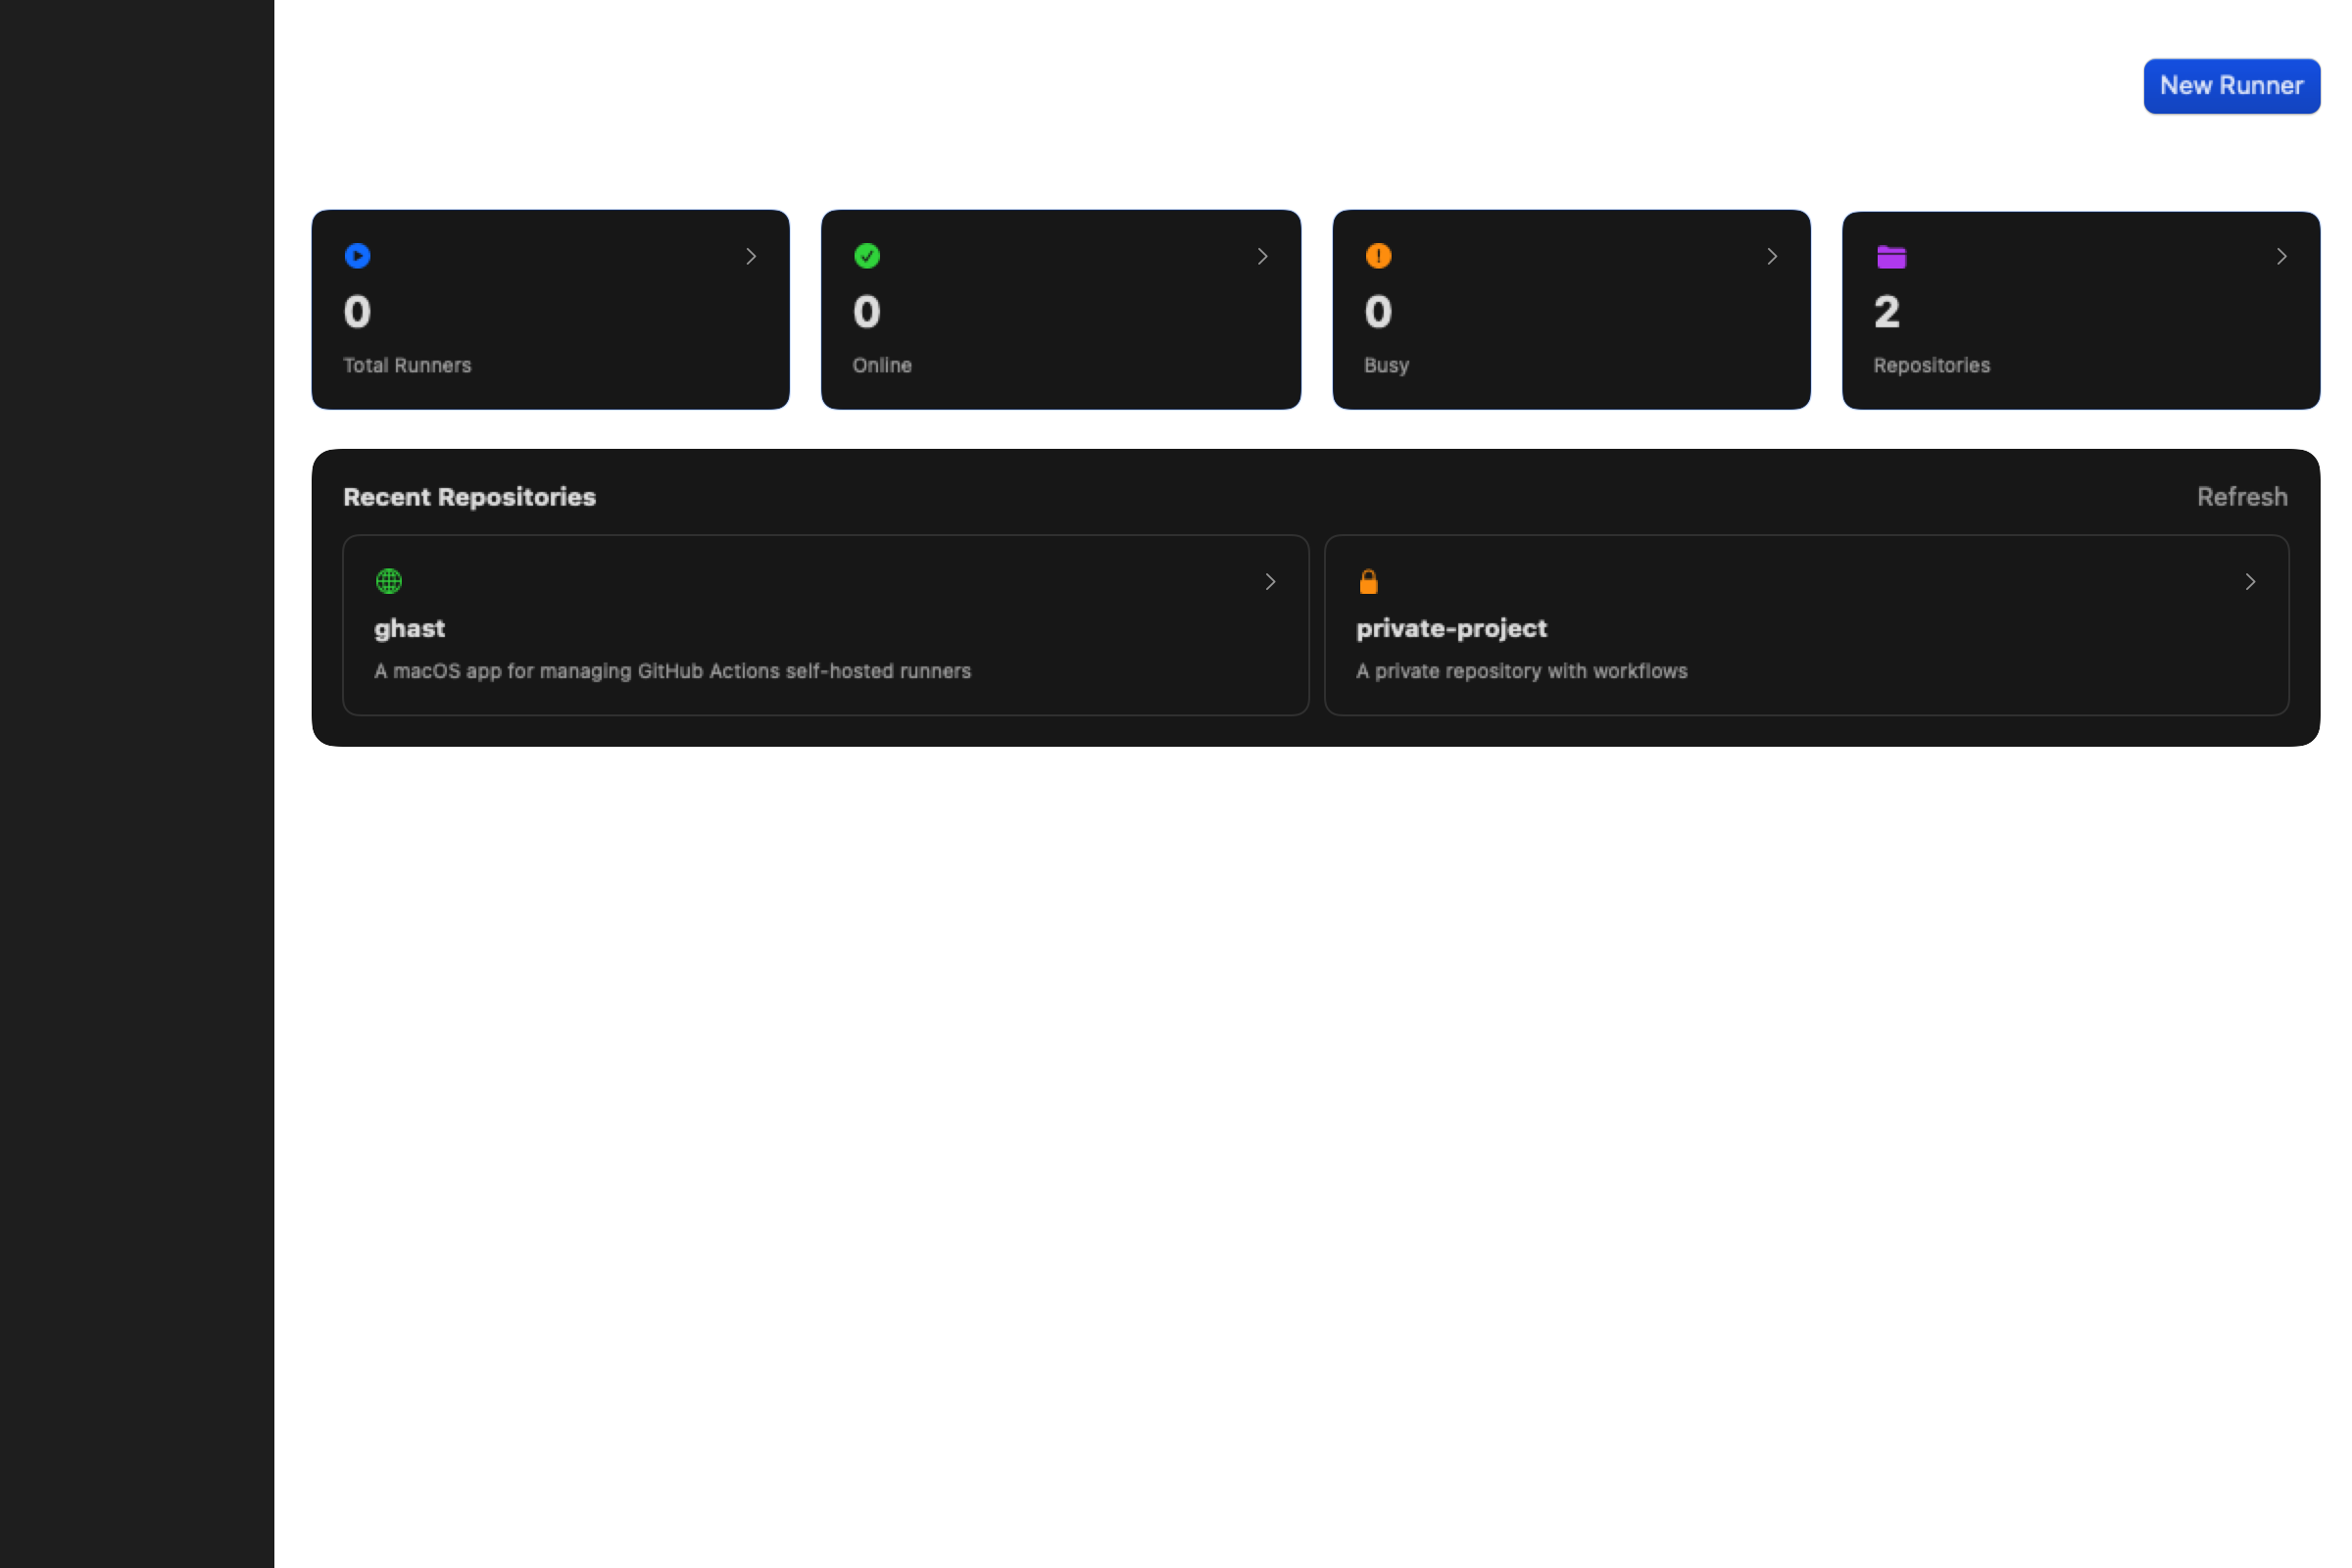 New Runner
0
Total Runners
0
Online
0
Busy
2
Repositories
Recent Repositories
Refresh
ghast
A macOS app for managing GitHub Actions self-hosted runners
private-project
A private repository with workflows